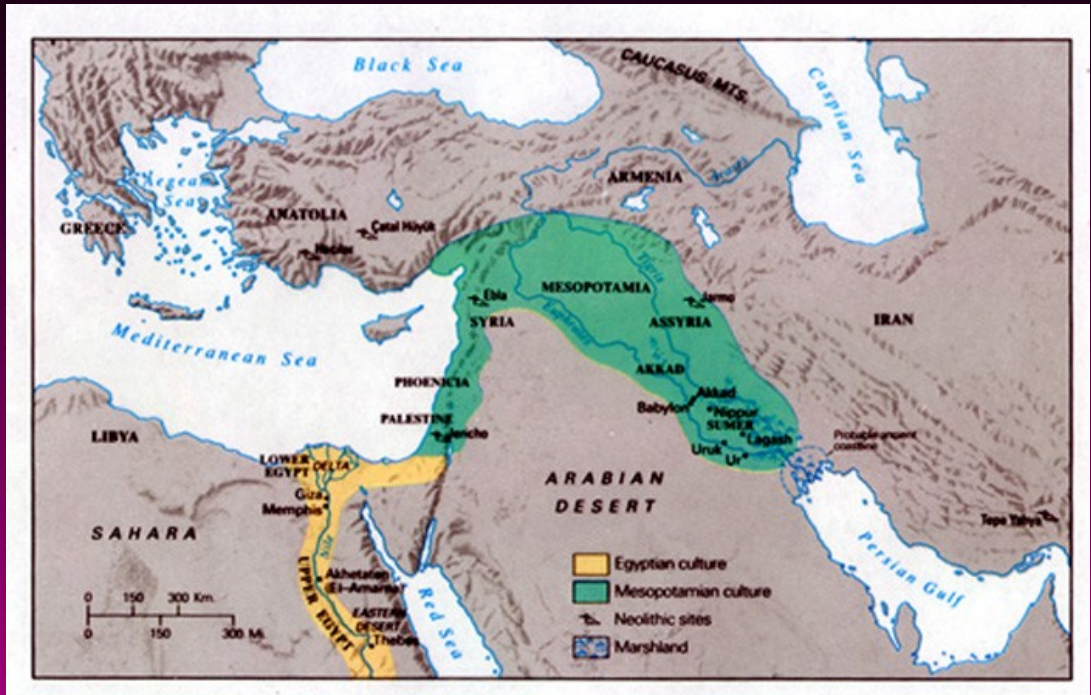 Black Sea
CAUCASUS MTS.
Caspian Sea
Aegean
Sea
GREECE
ANATOLIA
Çatal Hüyük
Hacilar
ARMENIA
Araxes
Tigris
MESOPOTAMIA
Ebla
Jarmo
SYRIA
Euphrates
ASSYRIA
IRAN
Mediterranean Sea
AKKAD
PHOENICIA
Akkad
Babylon
Nippur
PALESTINE
SUMER
Jericho
Lagash
Uruk
Ur
Probable ancient
coastline
LIBYA
LOWER
EGYPT
DELTA
Giza
Memphis
ARABIAN
DESERT
SAHARA
Nile
Tepe Yahya
Persian Gulf
UPPER EGYPT
Akhetaten
(El-Amarna)
EASTERN
DESERT
Red Sea
Thebes
0 150 300 Km.
0 150 300 Mi.
Egyptian culture
Mesopotamian culture
Neolithic sites
Marshland